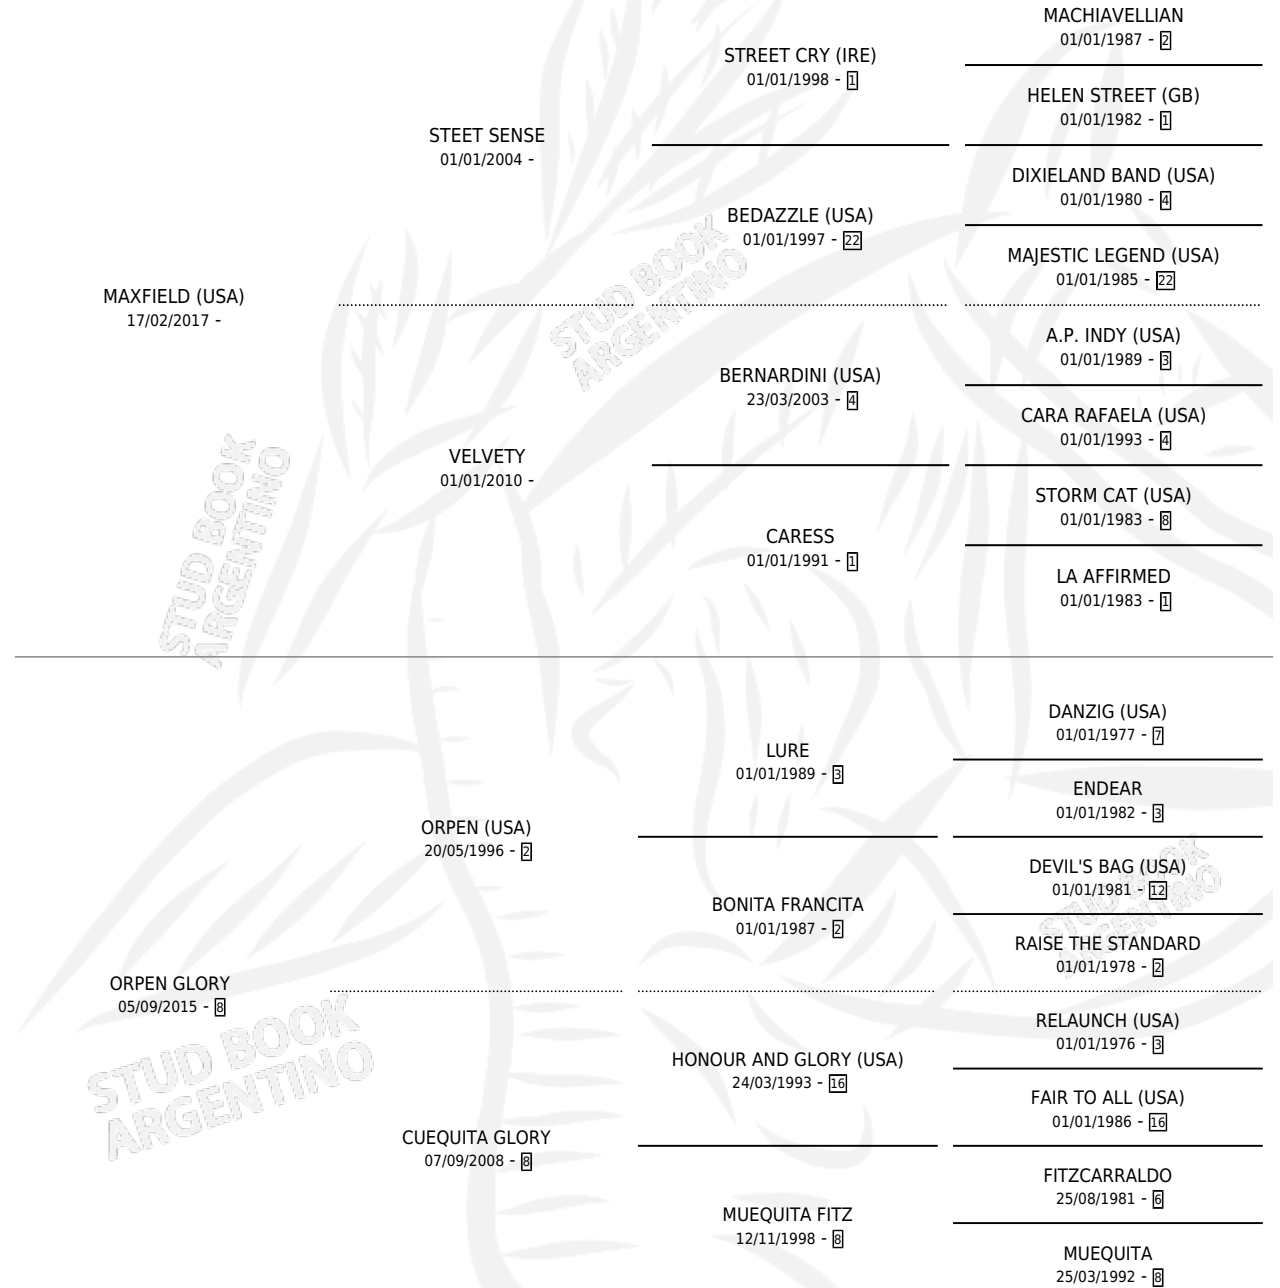 MACHIAVELLIAN
01/01/1987 - 2
STREET CRY (IRE)
01/01/1998 - 1
HELEN STREET (GB)
01/01/1982 - 1
STEET SENSE
01/01/2004 -
DIXIELAND BAND (USA)
01/01/1980 - 4
BEDAZZLE (USA)
01/01/1997 - 22
MAJESTIC LEGEND (USA)
01/01/1985 - 22
MAXFIELD (USA)
17/02/2017 -
A.P. INDY (USA)
01/01/1989 - 3
BERNARDINI (USA)
23/03/2003 - 4
CARA RAFAELA (USA)
01/01/1993 - 4
VELVETY
01/01/2010 -
STORM CAT (USA)
01/01/1983 - 8
CARESS
01/01/1991 - 1
LA AFFIRMED
01/01/1983 - 1
DANZIG (USA)
01/01/1977 - 7
LURE
01/01/1989 - 3
ENDEAR
01/01/1982 - 3
ORPEN (USA)
20/05/1996 - 2
DEVIL'S BAG (USA)
01/01/1981 - 12
BONITA FRANCITA
01/01/1987 - 2
RAISE THE STANDARD
01/01/1978 - 2
ORPEN GLORY
05/09/2015 - 8
RELAUNCH (USA)
01/01/1976 - 3
HONOUR AND GLORY (USA)
24/03/1993 - 16
FAIR TO ALL (USA)
01/01/1986 - 16
CUEQUITA GLORY
07/09/2008 - 8
FITZCARRALDO
25/08/1981 - 6
MUEQUITA FITZ
12/11/1998 - 8
MUEQUITA
25/03/1992 - 8
STUD BOOK
ARGENTINO
STUD BOOK
ARGENTINO
STUD BOOK
ARGENTINO
STUD BOOK
ARGENTINO